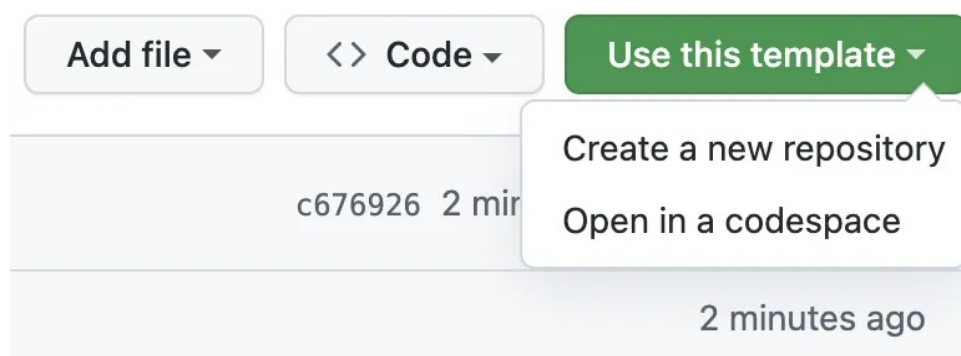 Add file
<> Code
Use this template
Create a new repository
c676926 2
Open in a codespace
2 minutes ago